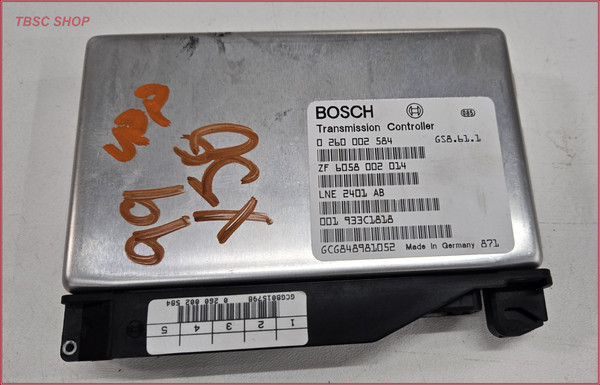 TBSC SHOP
BOSCH
Transmission Controller
0 260 002 584 GS8.61.1
ZF 6058 002 014
LNE 2401 AB
001 933C1818
GCG848981052 Made in Germany 871
1 2 3 4 5
0 260 002 584